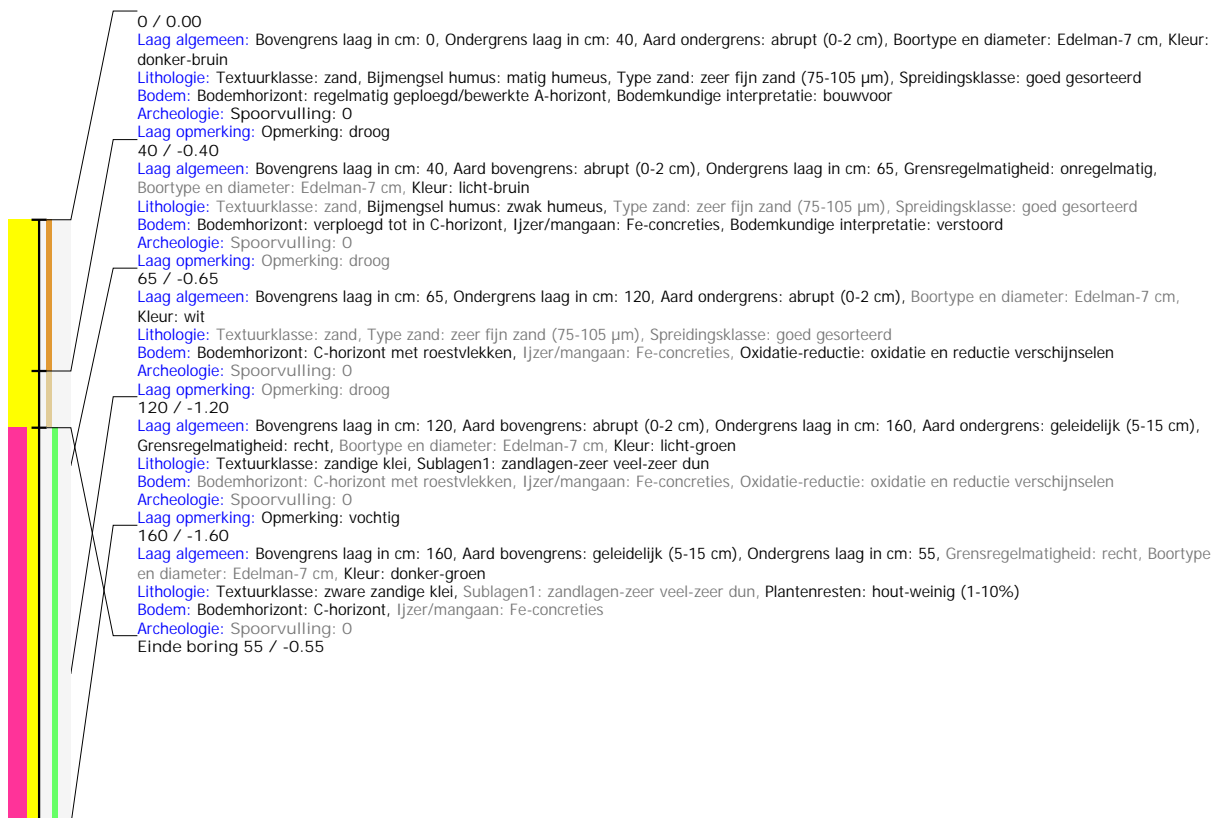 0 / 0.00
Laag algemeen: Bovengrens laag in cm: 0, Ondergrens laag in cm: 40, Aard ondergrens: abrupt (0-2 cm), Boortype en diameter: Edelman-7 cm, Kleur:
donker-bruin
Lithologie: Textuurklasse: zand, Bijmengsel humus: matig humeus, Type zand: zeer fijn zand (75-105 µm), Spreidingsklasse: goed gesorteerd
Bodem: Bodemhorizont: regelmatig geploegd/bewerkte A-horizont, Bodemkundige interpretatie: bouwvoor
Archeologie: Spoorvulling: 0
Laag opmerking: Opmerking: droog
40 / -0.40
Laag algemeen: Bovengrens laag in cm: 40, Aard bovengrens: abrupt (0-2 cm), Ondergrens laag in cm: 65, Grensregelmatigheid: onregelmatig,
Boortype en diameter: Edelman-7 cm, Kleur: licht-bruin
Lithologie: Textuurklasse: zand, Bijmengsel humus: zwak humeus, Type zand: zeer fijn zand (75-105 µm), Spreidingsklasse: goed gesorteerd
Bodem: Bodemhorizont: verploegd tot in C-horizont, Ijzer/mangaan: Fe-concreties, Bodemkundige interpretatie: verstoord
Archeologie: Spoorvulling: 0
Laag opmerking: Opmerking: droog
65 / -0.65
Laag algemeen: Bovengrens laag in cm: 65, Ondergrens laag in cm: 120, Aard ondergrens: abrupt (0-2 cm), Boortype en diameter: Edelman-7 cm,
Kleur: wit
Lithologie: Textuurklasse: zand, Type zand: zeer fijn zand (75-105 µm), Spreidingsklasse: goed gesorteerd
Bodem: Bodemhorizont: C-horizont met roestvlekken, Ijzer/mangaan: Fe-concreties, Oxidatie-reductie: oxidatie en reductie verschijnselen
Archeologie: Spoorvulling: 0
Laag opmerking: Opmerking: droog
120 / -1.20
Laag algemeen: Bovengrens laag in cm: 120, Aard bovengrens: abrupt (0-2 cm), Ondergrens laag in cm: 160, Aard ondergrens: geleidelijk (5-15 cm),
Grensregelmatigheid: recht, Boortype en diameter: Edelman-7 cm, Kleur: licht-groen
Lithologie: Textuurklasse: zandige klei, Sublagen1: zandlagen-zeer veel-zeer dun
Bodem: Bodemhorizont: C-horizont met roestvlekken, Ijzer/mangaan: Fe-concreties, Oxidatie-reductie: oxidatie en reductie verschijnselen
Archeologie: Spoorvulling: 0
Laag opmerking: Opmerking: vochtig
160 / -1.60
Laag algemeen: Bovengrens laag in cm: 160, Aard bovengrens: geleidelijk (5-15 cm), Ondergrens laag in cm: 55, Grensregelmatigheid: recht, Boortype
en diameter: Edelman-7 cm, Kleur: donker-groen
Lithologie: Textuurklasse: zware zandige klei, Sublagen1: zandlagen-zeer veel-zeer dun, Plantenresten: hout-weinig (1-10%)
Bodem: Bodemhorizont: C-horizont, Ijzer/mangaan: Fe-concreties
Archeologie: Spoorvulling: 0
Einde boring 55 / -0.55